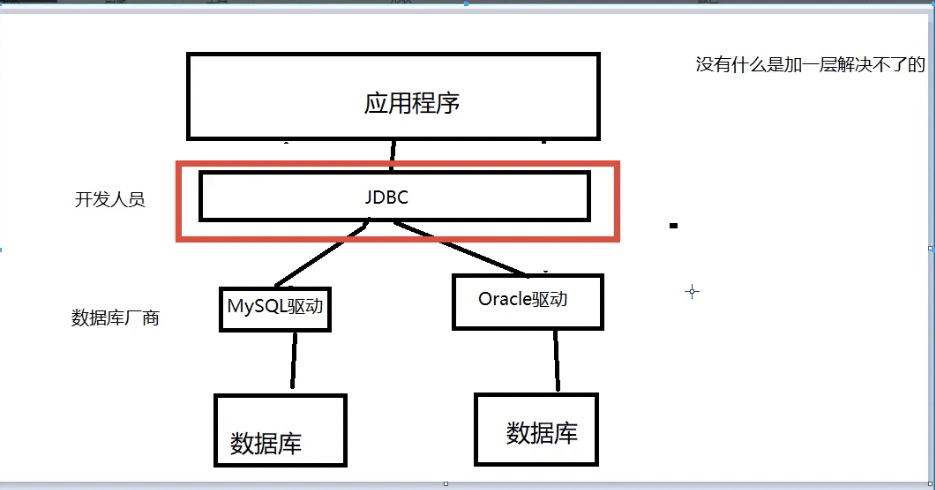 没有什么是加一层解决不了的
应用程序
开发人员
JDBC
数据库厂商
MySQL驱动
Oracle驱动
数据库
数据库